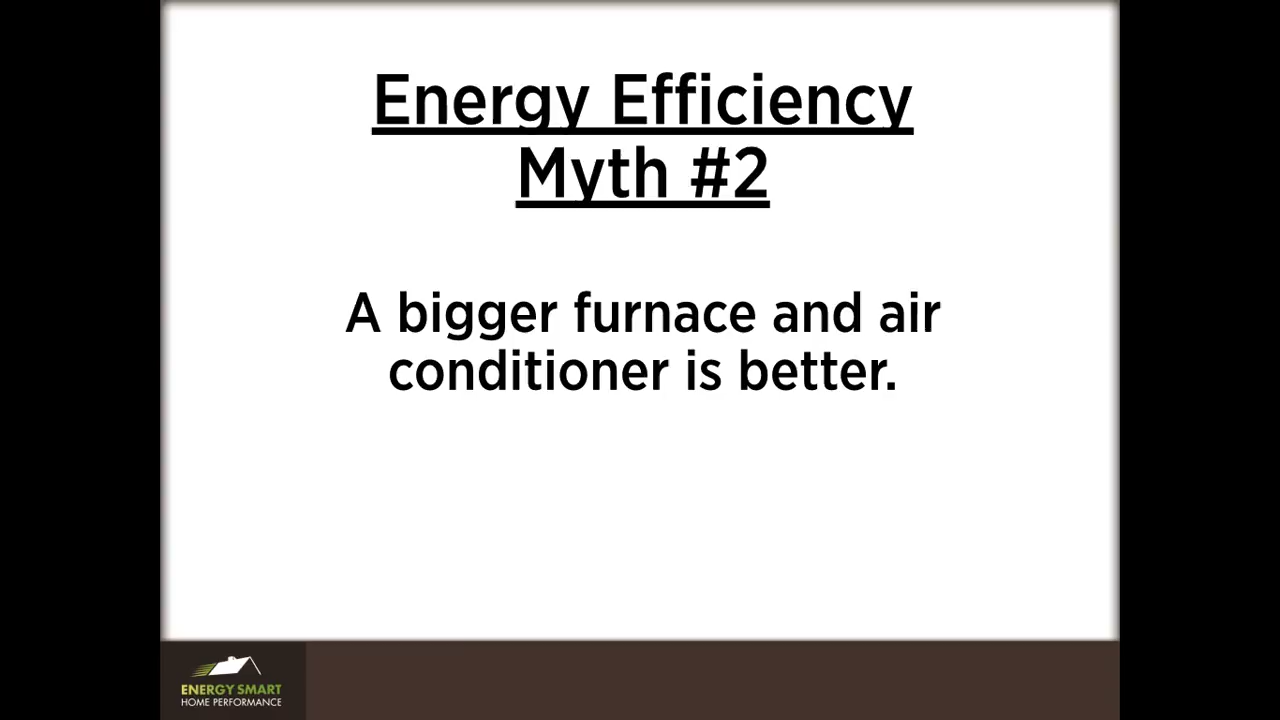 Energy Efficiency
Myth #2
A bigger furnace and air
conditioner is better.
ENERGY SMART
HOME PERFORMANCE